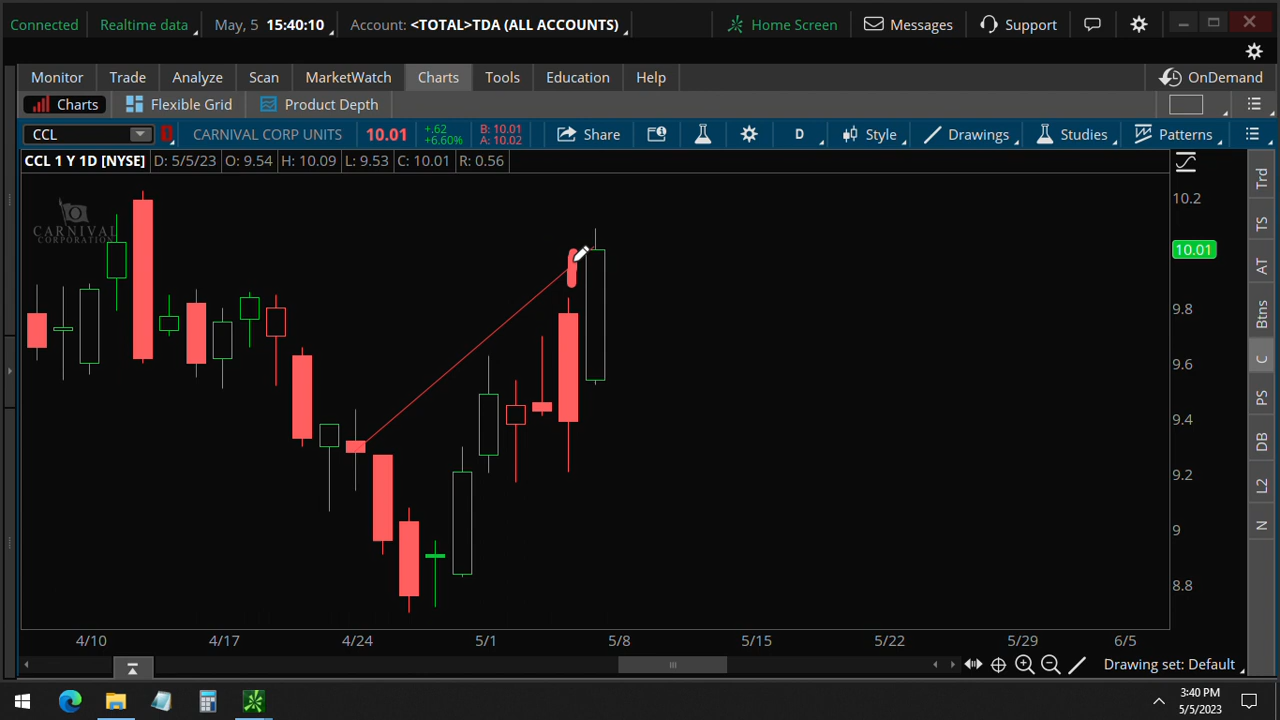 Connected Realtime data May, 5 15:40:10 Account: <TOTAL>TDA (ALL ACCOUNTS) Home Screen Messages Support
Monitor Trade Analyze Scan MarketWatch Charts Tools Education Help OnDemand
Charts Flexible Grid Product Depth
CCL CARNIVAL CORP UNITS 10.01 +.62 +6.60% B: 10.01 A: 10.02 Share D Style Drawings Studies Patterns
CCL 1 Y 1D [NYSE] D: 5/5/23 O: 9.54 H: 10.09 L: 9.53 C: 10.01 R: 0.56
CARNIVAL
CORPORATION
10.2
10.01
9.8
9.6
9.4
9.2
9
8.8
Trd
TS
AT
Btns
C
PS
DB
L2
N
4/10 4/17 4/24 5/1 5/8 5/15 5/22 5/29 6/5
Drawing set: Default
3:40 PM
5/5/2023